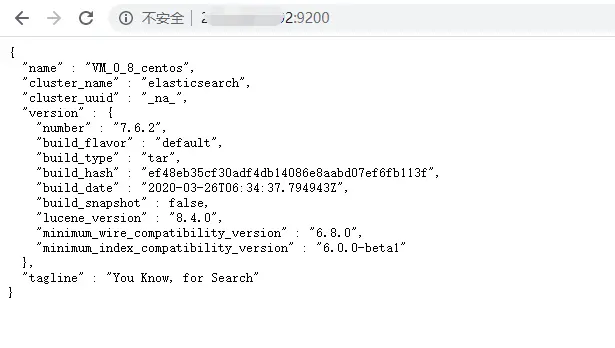 不安全 2 52:9200
{
"name" : "VM_0_8_centos",
"cluster_name" : "elasticsearch",
"cluster_uuid" : "_na_",
"version" : {
"number" : "7.6.2",
"build_flavor" : "default",
"build_type" : "tar",
"build_hash" : "ef48eb35cf30adf4db14086e8aabd07ef6fb113f",
"build_date" : "2020-03-26T06:34:37.794943Z",
"build_snapshot" : false,
"lucene_version" : "8.4.0",
"minimum_wire_compatibility_version" : "6.8.0",
"minimum_index_compatibility_version" : "6.0.0-beta1"
},
"tagline" : "You Know, for Search"
}